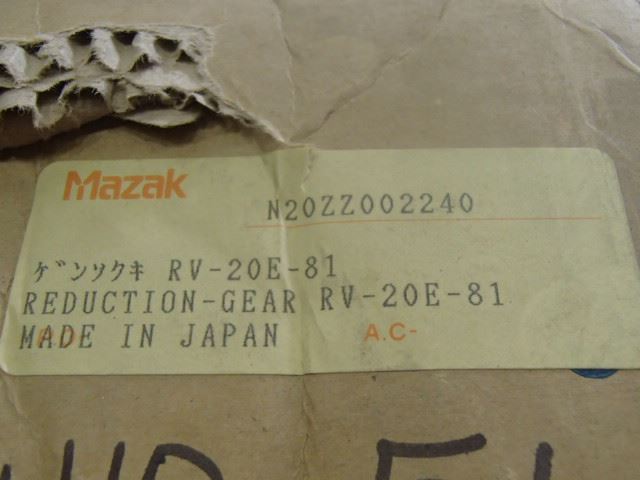 Mazak
N20ZZ002240
ｹﾞﾝｿｸｷ RV-20E-81
REDUCTION-GEAR RV-20E-81
MADE IN JAPAN
A.C-